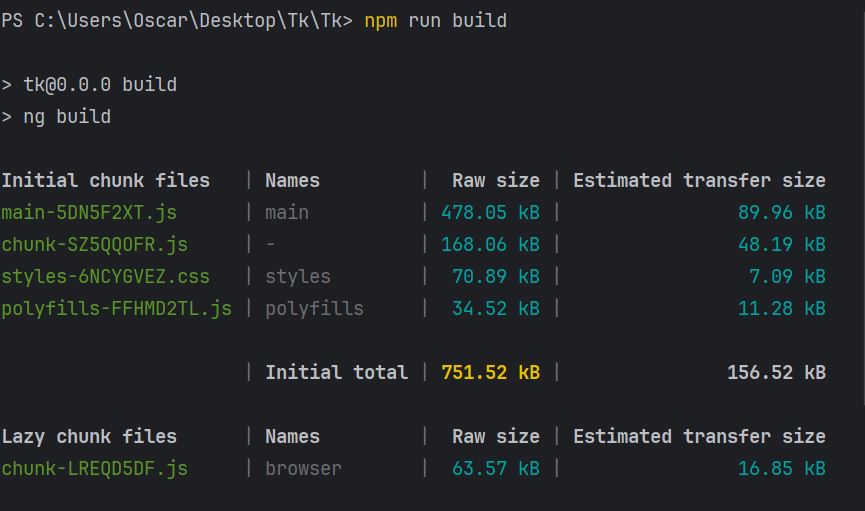 PS C:\Users\Oscar\Desktop\Tk\Tk> npm run build
> tk@0.0.0 build
> ng build
Initial chunk files | Names | Raw size | Estimated transfer size
main-5DN5F2XT.js | main | 478.05 kB | 89.96 kB
chunk-SZ5QQOFR.js | - | 168.06 kB | 48.19 kB
styles-6NCYGVEZ.css | styles | 70.89 kB | 7.09 kB
polyfills-FFHMD2TL.js | polyfills | 34.52 kB | 11.28 kB
| Initial total | 751.52 kB | 156.52 kB
Lazy chunk files | Names | Raw size | Estimated transfer size
chunk-LREQD5DF.js | browser | 63.57 kB | 16.85 kB